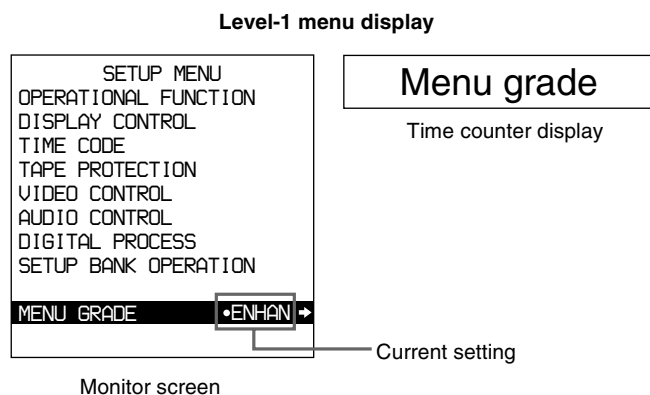 Level-1 menu display
SETUP MENU
OPERATIONAL FUNCTION
DISPLAY CONTROL
TIME CODE
TAPE PROTECTION
VIDEO CONTROL
AUDIO CONTROL
DIGITAL PROCESS
SETUP BANK OPERATION
MENU GRADE •ENHAN ➔
Monitor screen
Menu grade
Time counter display
Current setting